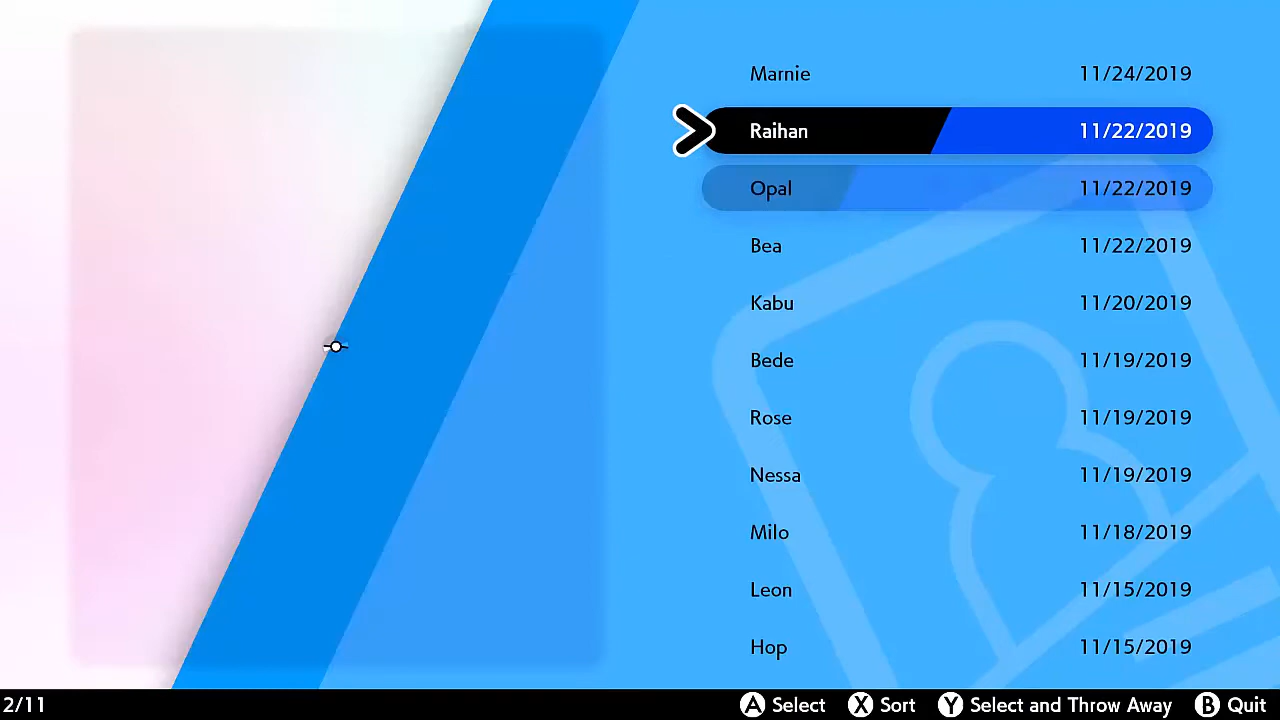 Marnie 11/24/2019
Raihan 11/22/2019
Opal 11/22/2019
Bea 11/22/2019
Kabu 11/20/2019
Bede 11/19/2019
Rose 11/19/2019
Nessa 11/19/2019
Milo 11/18/2019
Leon 11/15/2019
Hop 11/15/2019
2/11 A Select X Sort Y Select and Throw Away B Quit